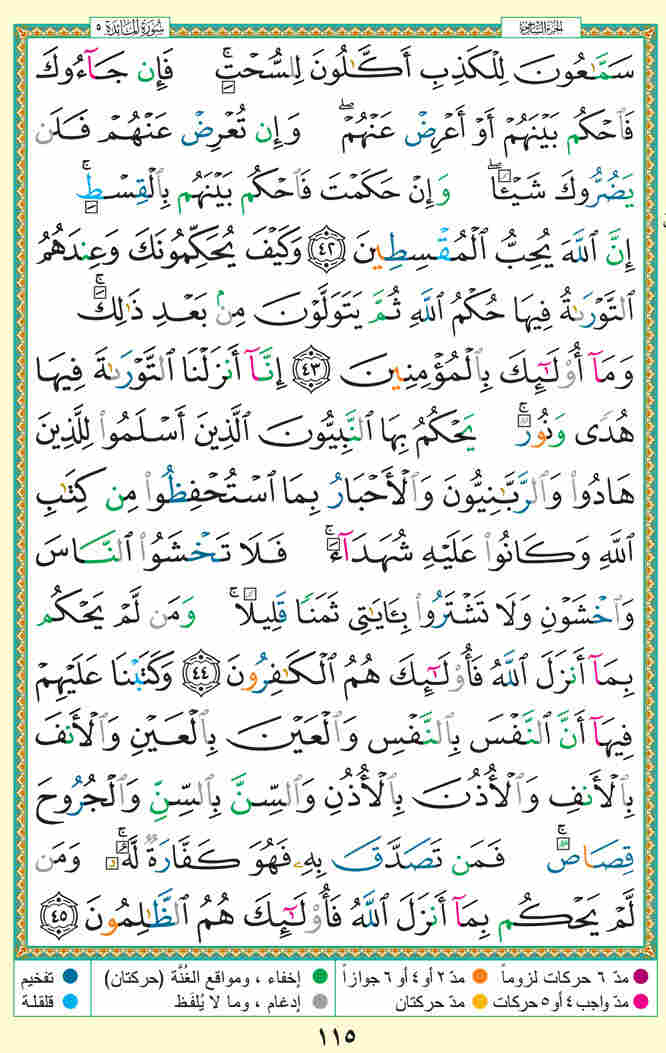 سُورَةُ المَائدة ٥
الجزء السادس
سَمَّٰعُونَ لِلْكَذِبِ أَكَّٰلُونَ لِلسُّحْتِ ۚ فَإِن جَآءُوكَ
فَٱحْكُم بَيْنَهُمْ أَوْ أَعْرِضْ عَنْهُمْ ۖ وَإِن تُعْرِضْ عَنْهُمْ فَلَن
يَضُرُّوكَ شَيْـًٔا ۖ وَإِنْ حَكَمْتَ فَٱحْكُم بَيْنَهُم بِٱلْقِسْطِ ۚ
إِنَّ ٱللَّهَ يُحِبُّ ٱلْمُقْسِطِينَ ٤٢ وَكَيْفَ يُحَكِّمُونَكَ وَعِندَهُمُ
ٱلتَّوْرَىٰةُ فِيهَا حُكْمُ ٱللَّهِ ثُمَّ يَتَوَلَّوْنَ مِنۢ بَعْدِ ذَٰلِكَ ۚ
وَمَآ أُو۟لَٰٓئِكَ بِٱلْمُؤْمِنِينَ ٤٣ إِنَّآ أَنزَلْنَا ٱلتَّوْرَىٰةَ فِيهَا
هُدًى وَنُورٌ ۚ يَحْكُمُ بِهَا ٱلنَّبِيُّونَ ٱلَّذِينَ أَسْلَمُوا۟ لِلَّذِينَ
هَادُوا۟ وَٱلرَّبَّٰنِيُّونَ وَٱلْأَحْبَارُ بِمَا ٱسْتُحْفِظُوا۟ مِن كِتَٰبِ
ٱللَّهِ وَكَانُوا۟ عَلَيْهِ شُهَدَآءَ ۚ فَلَا تَخْشَوُا۟ ٱلنَّاسَ
وَٱخْشَوْنِ وَلَا تَشْتَرُوا۟ بِـَٔايَٰتِى ثَمَنًا قَلِيلًا ۚ وَمَن لَّمْ يَحْكُم
بِمَآ أَنزَلَ ٱللَّهُ فَأُو۟لَٰٓئِكَ هُمُ ٱلْكَٰفِرُونَ ٤٤ وَكَتَبْنَا عَلَيْهِمْ
فِيهَآ أَنَّ ٱلنَّفْسَ بِٱلنَّفْسِ وَٱلْعَيْنَ بِٱلْعَيْنِ وَٱلْأَنفَ
بِٱلْأَنفِ وَٱلْأُذُنَ بِٱلْأُذُنِ وَٱلسِّنَّ بِٱلسِّنِّ وَٱلْجُرُوحَ
قِصَاصٌ ۚ فَمَن تَصَدَّقَ بِهِۦ فَهُوَ كَفَّارَةٌ لَّهُۥ ۚ وَمَن
لَّمْ يَحْكُم بِمَآ أَنزَلَ ٱللَّهُ فَأُو۟لَٰٓئِكَ هُمُ ٱلظَّٰلِمُونَ ٤٥
مدّ ٦ حركات لزوماً مدّ ٢ أو ٤ أو ٦ جوازاً إخفاء ، ومواقع الغُنَّة (حركتان) تفخيم
مدّ واجب ٤ أو ٥ حركات مدّ حركتان إدغام ، وما لا يُلفَظ قلقلة
١١٥